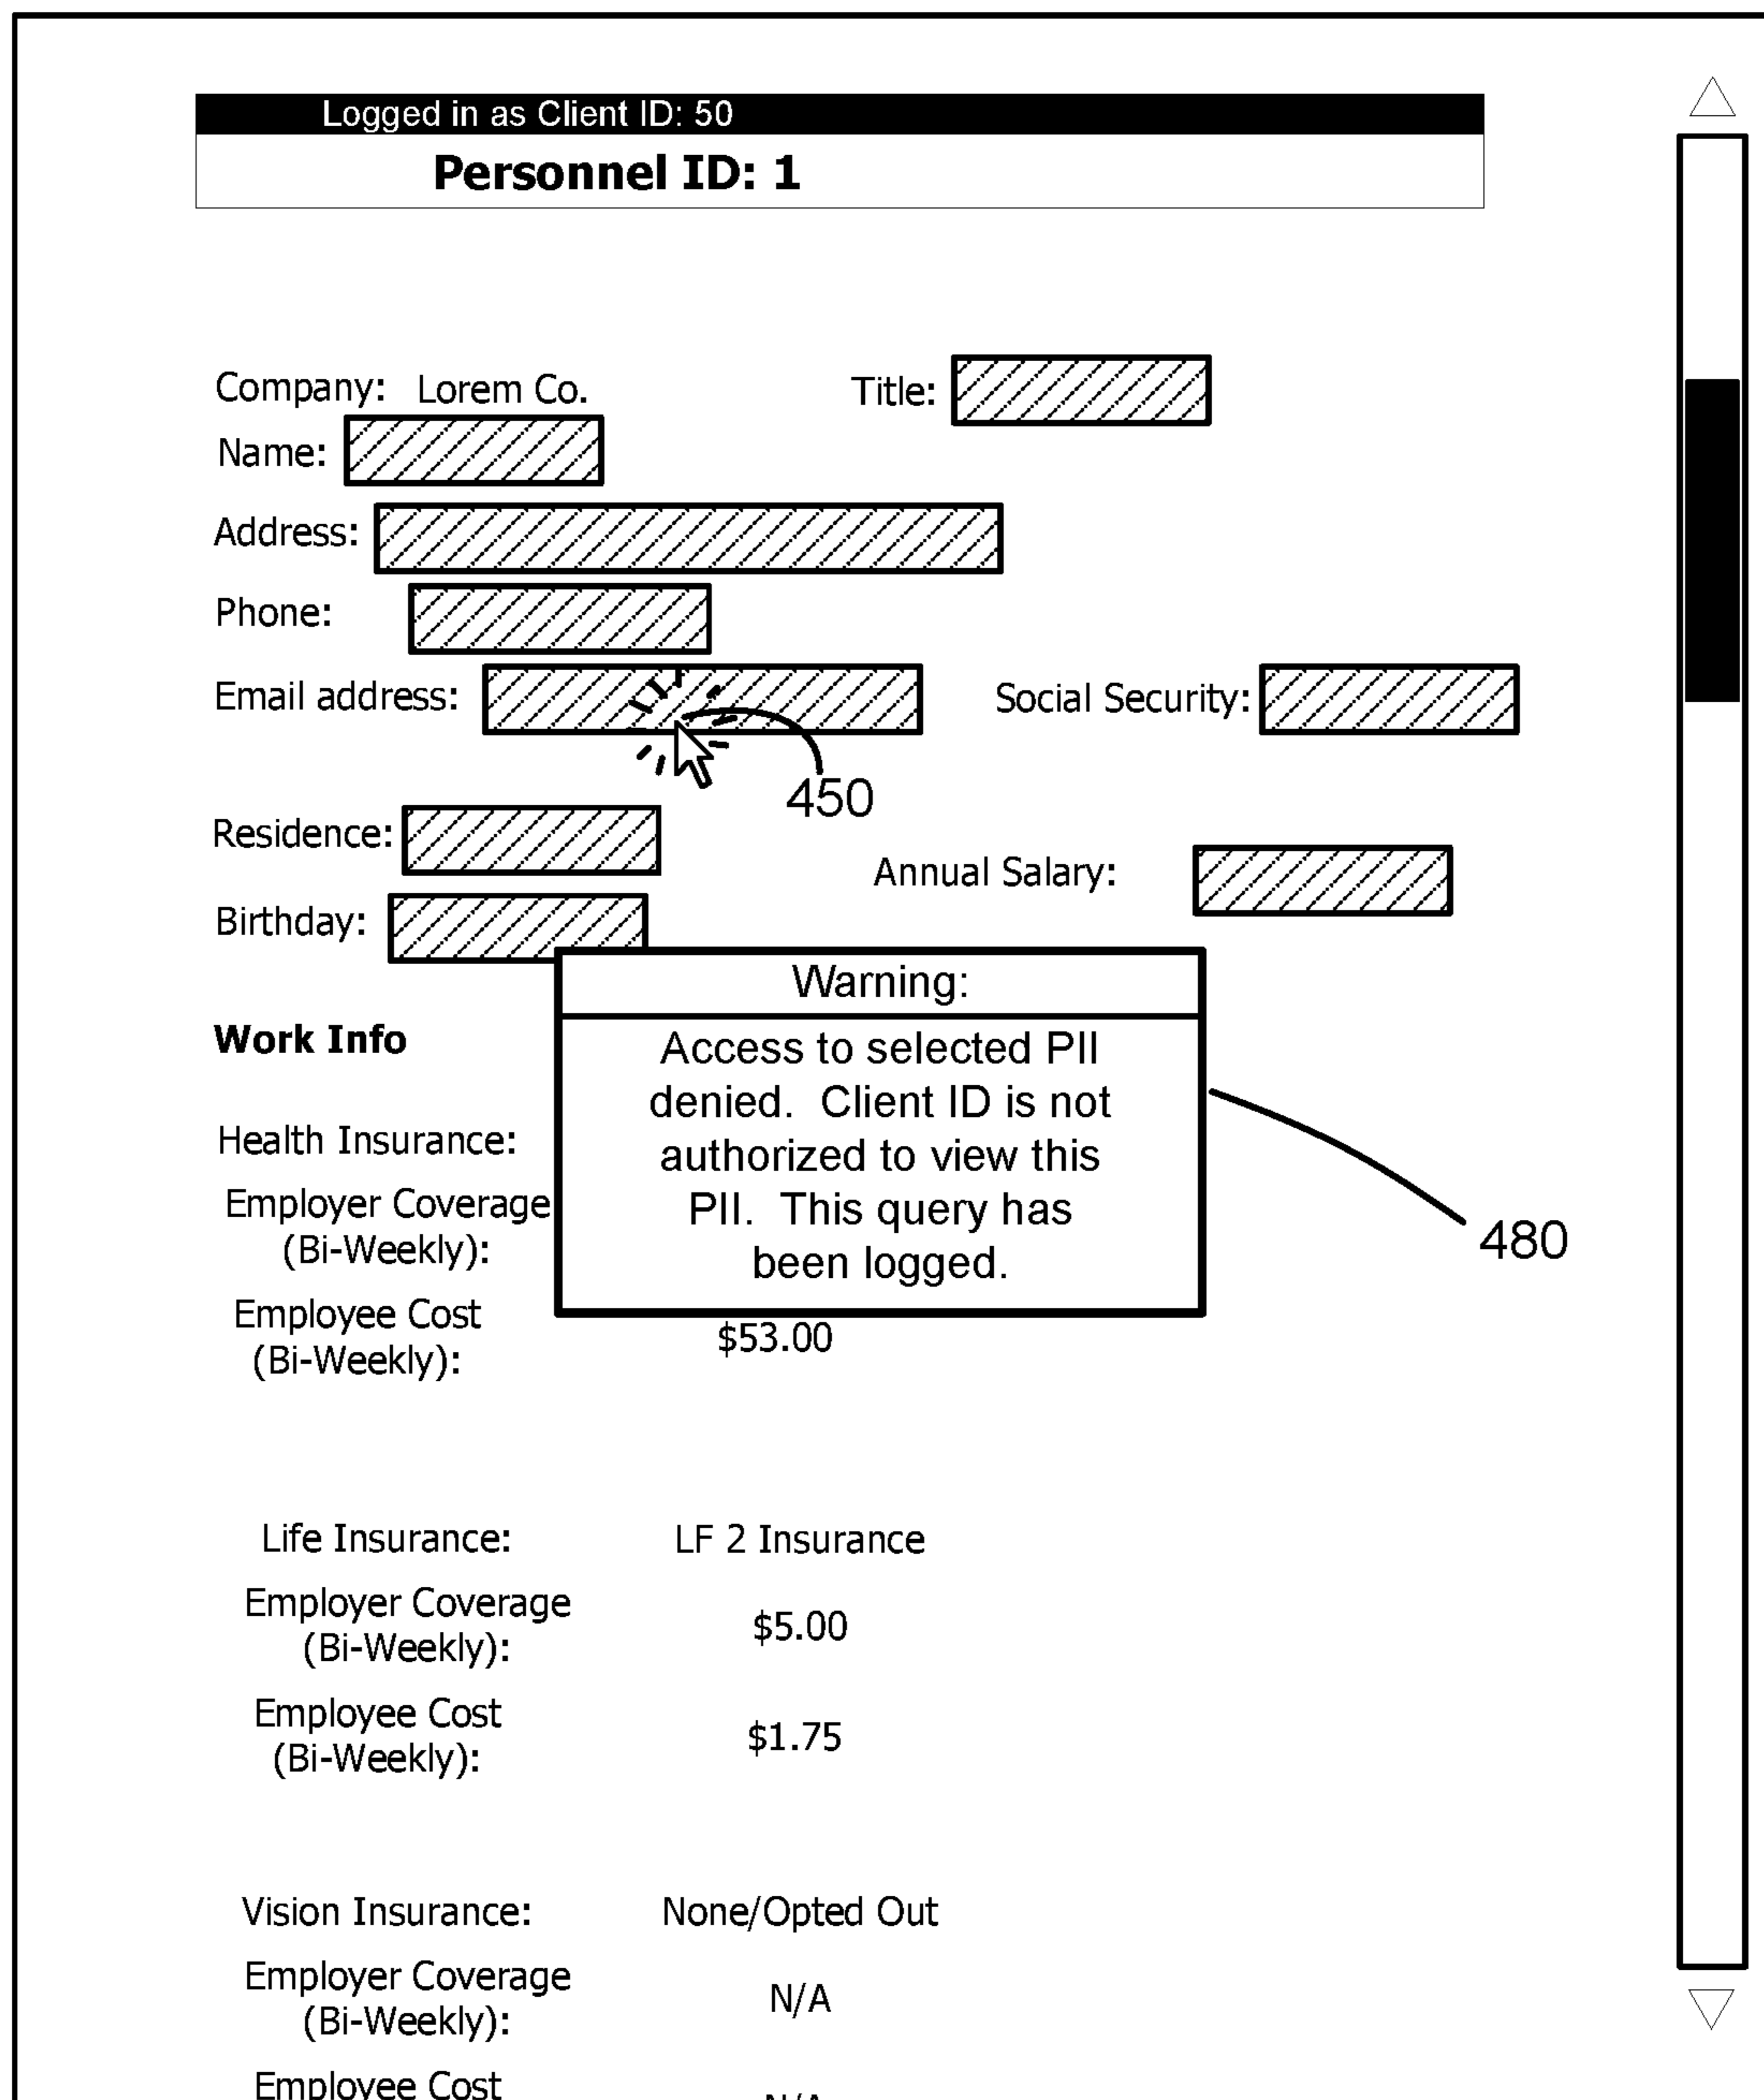 Logged in as Client ID: 50
Personnel ID: 1
Company: Lorem Co. Title:
Name:
Address:
Phone:
Email address: Social Security:
450
Residence:
Annual Salary:
Birthday:
Warning:
Work Info
Access to selected PII
denied. Client ID is not
authorized to view this
PII. This query has
been logged.
480
Health Insurance:
Employer Coverage
(Bi-Weekly):
Employee Cost
(Bi-Weekly):
$53.00
Life Insurance: LF 2 Insurance
Employer Coverage
(Bi-Weekly):
$5.00
Employee Cost
(Bi-Weekly):
$1.75
Vision Insurance: None/Opted Out
Employer Coverage
(Bi-Weekly):
N/A
Employee Cost
N/A